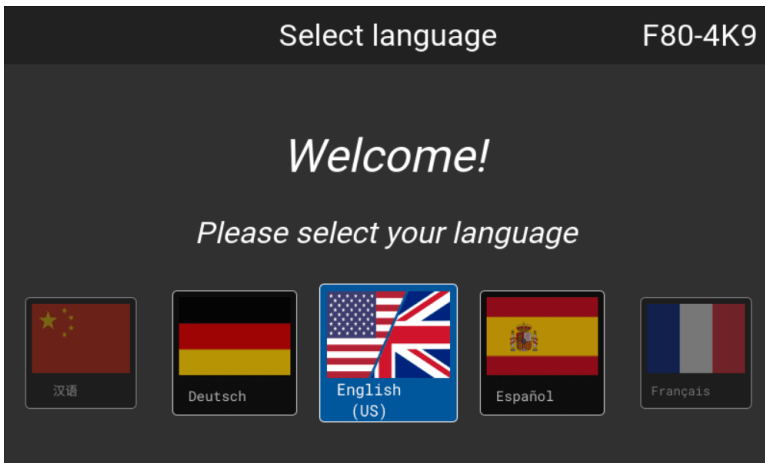 Select language
F80-4K9
Welcome!
Please select your language
汉语
Deutsch
English
(US)
Español
Français